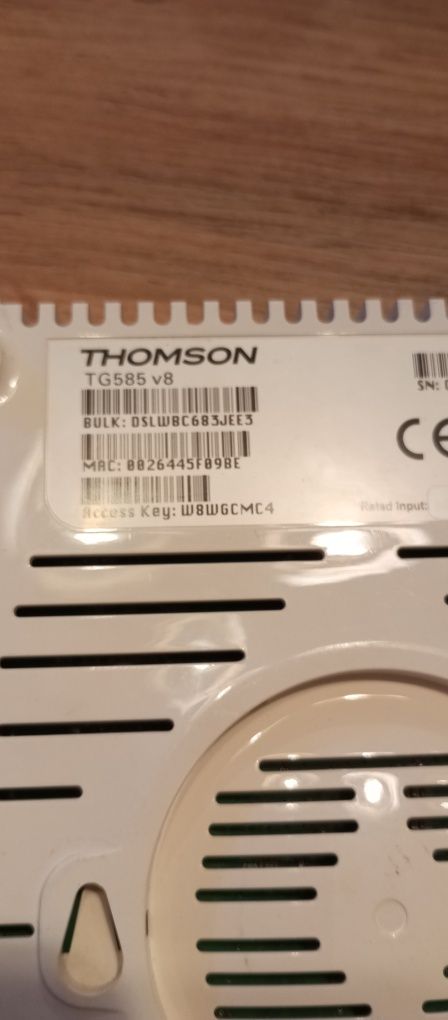 THOMSON
TG585 v8
BULK: DSLWBC683JEE3
SN:
MAC: 0026445F09BE
CE
Access Key: W8WGCMC4
Rated Input: